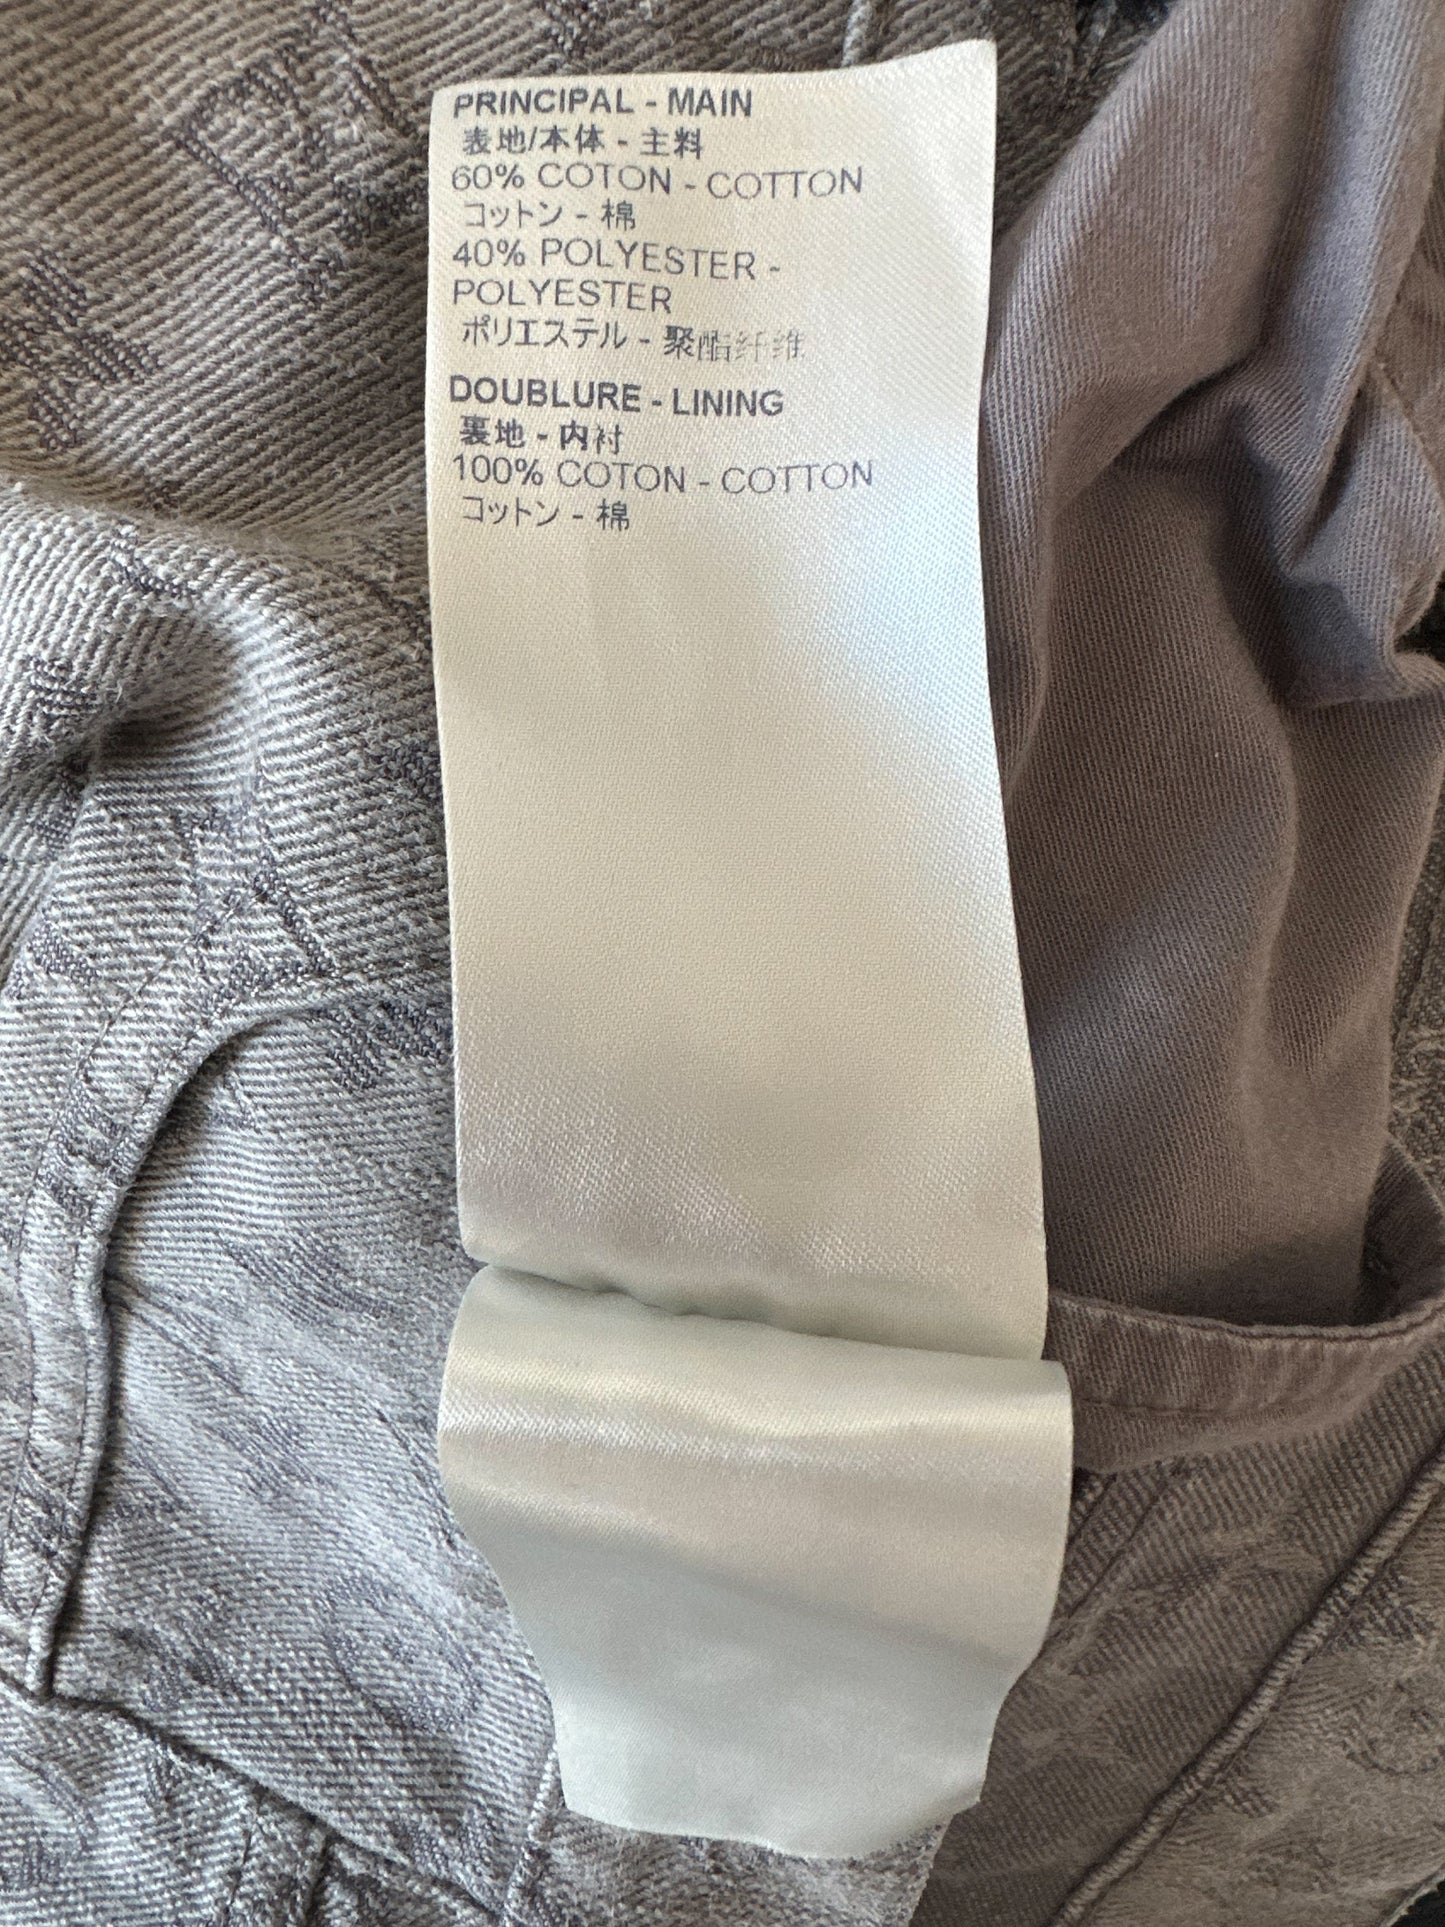 PRINCIPAL - MAIN
表地/本体 - 主料
60% COTON - COTTON
コットン - 棉
40% POLYESTER -
POLYESTER
ポリエステル - 聚酯纤维
DOUBLURE - LINING
裏地 - 内衬
100% COTON - COTTON
コットン - 棉